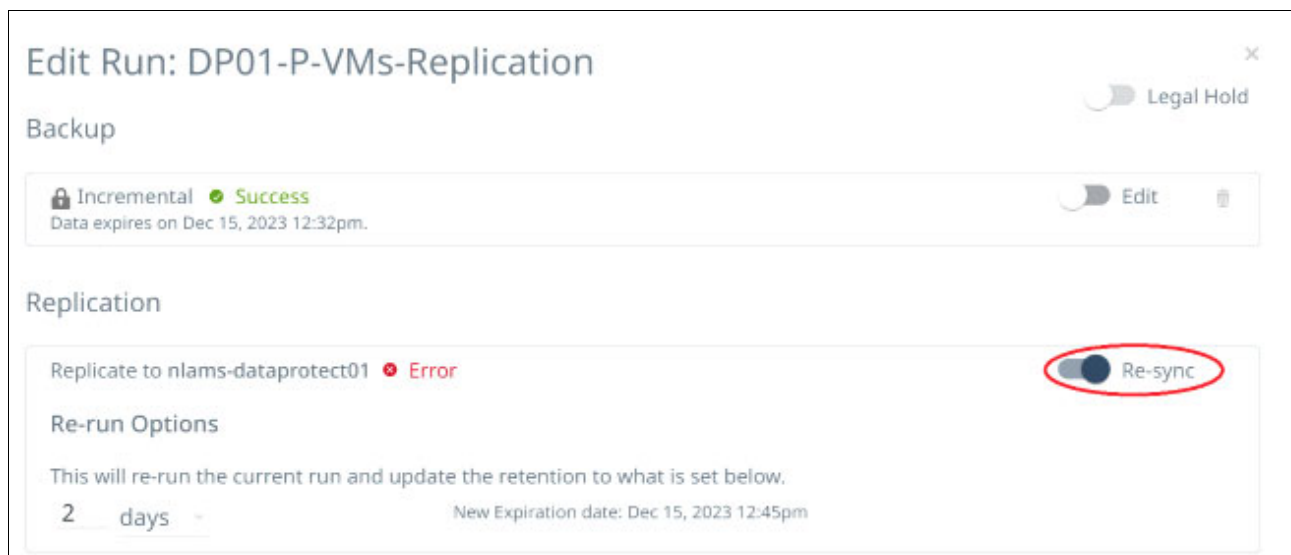 Edit Run: DP01-P-VMs-Replication
Legal Hold
Backup
Incremental Success
Edit
Data expires on Dec 15, 2023 12:32pm.
Replication
Replicate to nlams-dataprotect01 Error
Re-sync
Re-run Options
This will re-run the current run and update the retention to what is set below.
2 days
New Expiration date: Dec 15, 2023 12:45pm